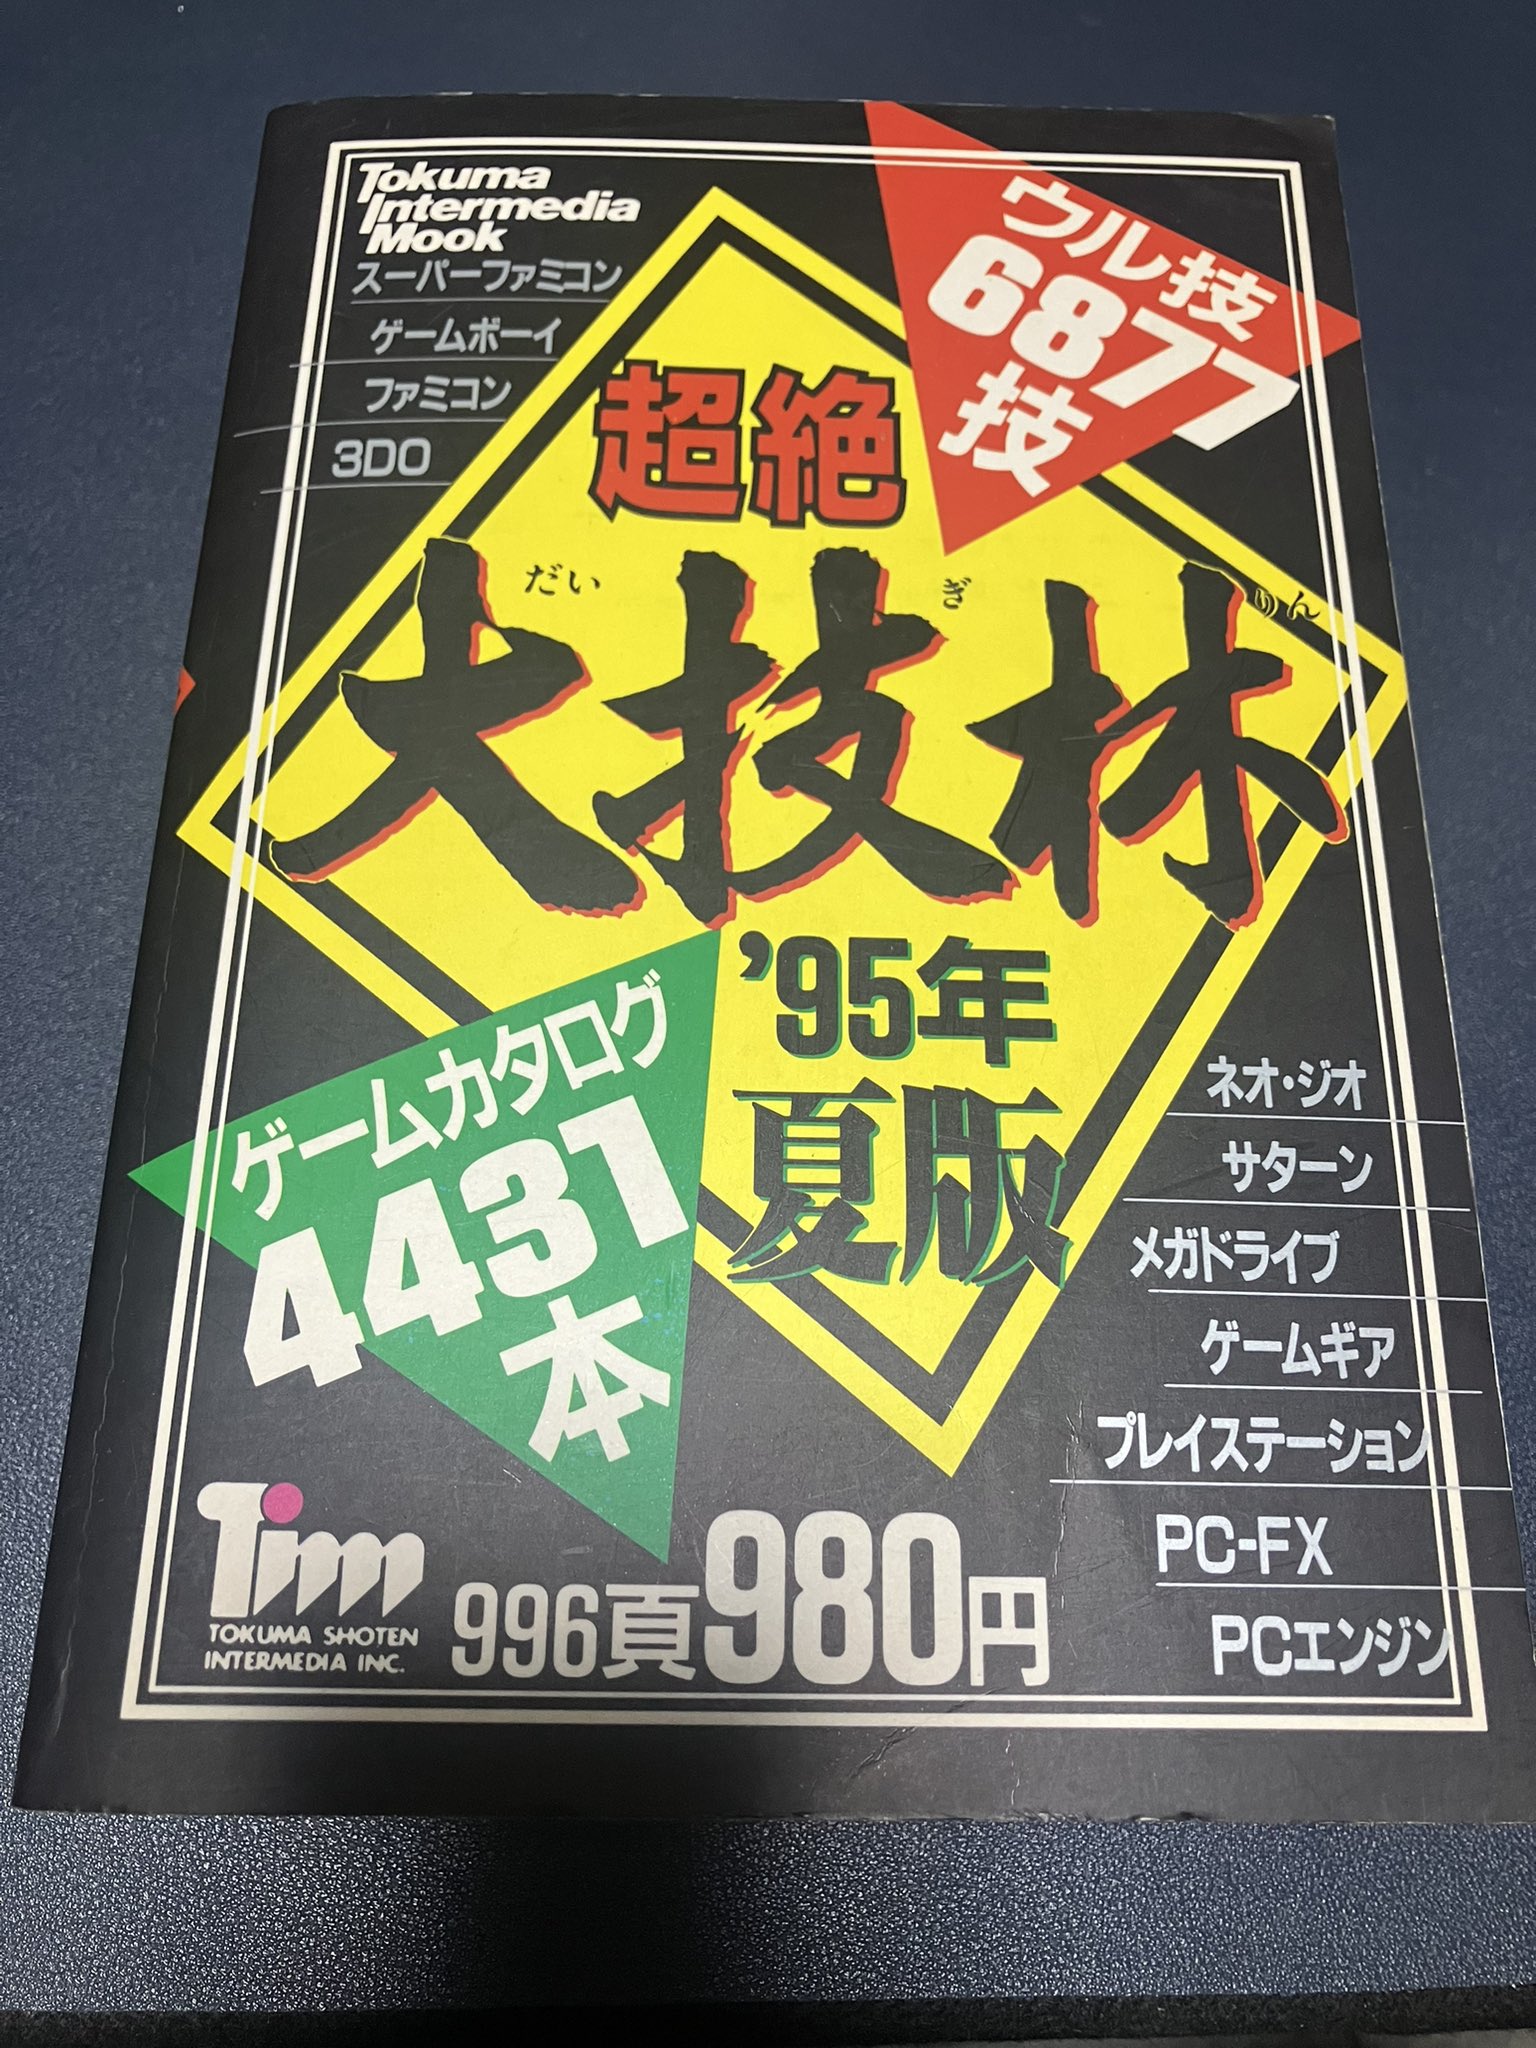 Tokuma
Intermedia
Mook
スーパーファミコン
ゲームボーイ
ファミコン
3DO
ウル技
6877
技
超絶
だいぎりん
大技林
'95年
夏版
ゲームカタログ
4431
本
ネオ・ジオ
サターン
メガドライブ
ゲームギア
プレイステーション
PC-FX
PCエンジン
Tim
TOKUMA SHOTEN
INTERMEDIA INC.
996頁980円